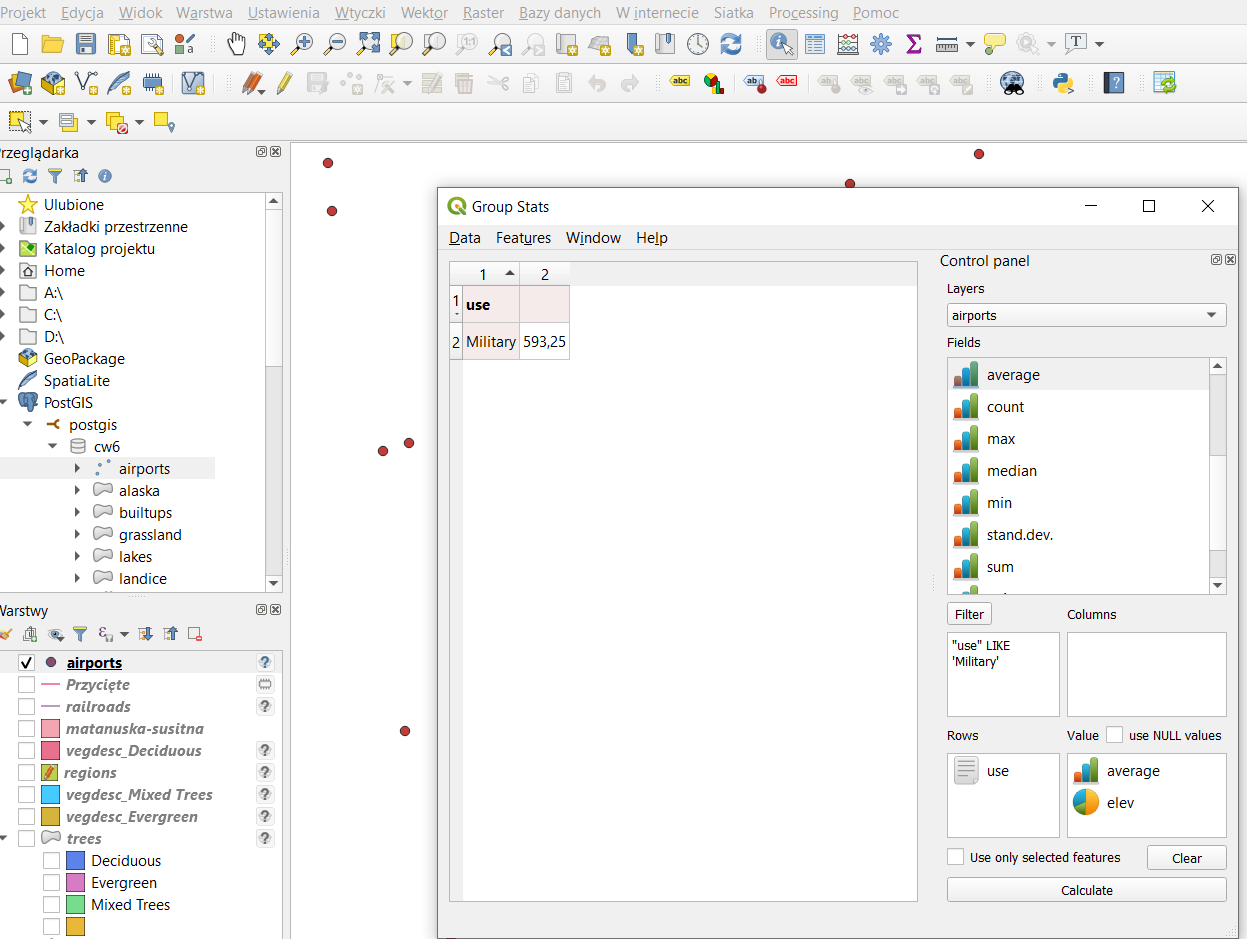 Projekt Edycja Widok Warstwa Ustawienia Wtyczki Wektor Raster Bazy danych W internecie Siatka Processing Pomoc
rzeglądarka
Ulubione
Zakładki przestrzenne
Katalog projektu
Home
A:\
C:\
D:\
GeoPackage
SpatiaLite
PostGIS
postgis
cw6
airports
alaska
builtups
grassland
lakes
landice
Warstwy
airports
Przycięte
railroads
matanuska-susitna
vegdesc_Deciduous
regions
vegdesc_Mixed Trees
vegdesc_Evergreen
trees
Deciduous
Evergreen
Mixed Trees
Group Stats
Data Features Window Help
1 2
1 use
2 Military 593,25
Control panel
Layers
airports
Fields
average
count
max
median
min
stand.dev.
sum
Filter
Columns
"use" LIKE
'Military'
Rows
Value use NULL values
use
average
elev
Use only selected features
Clear
Calculate